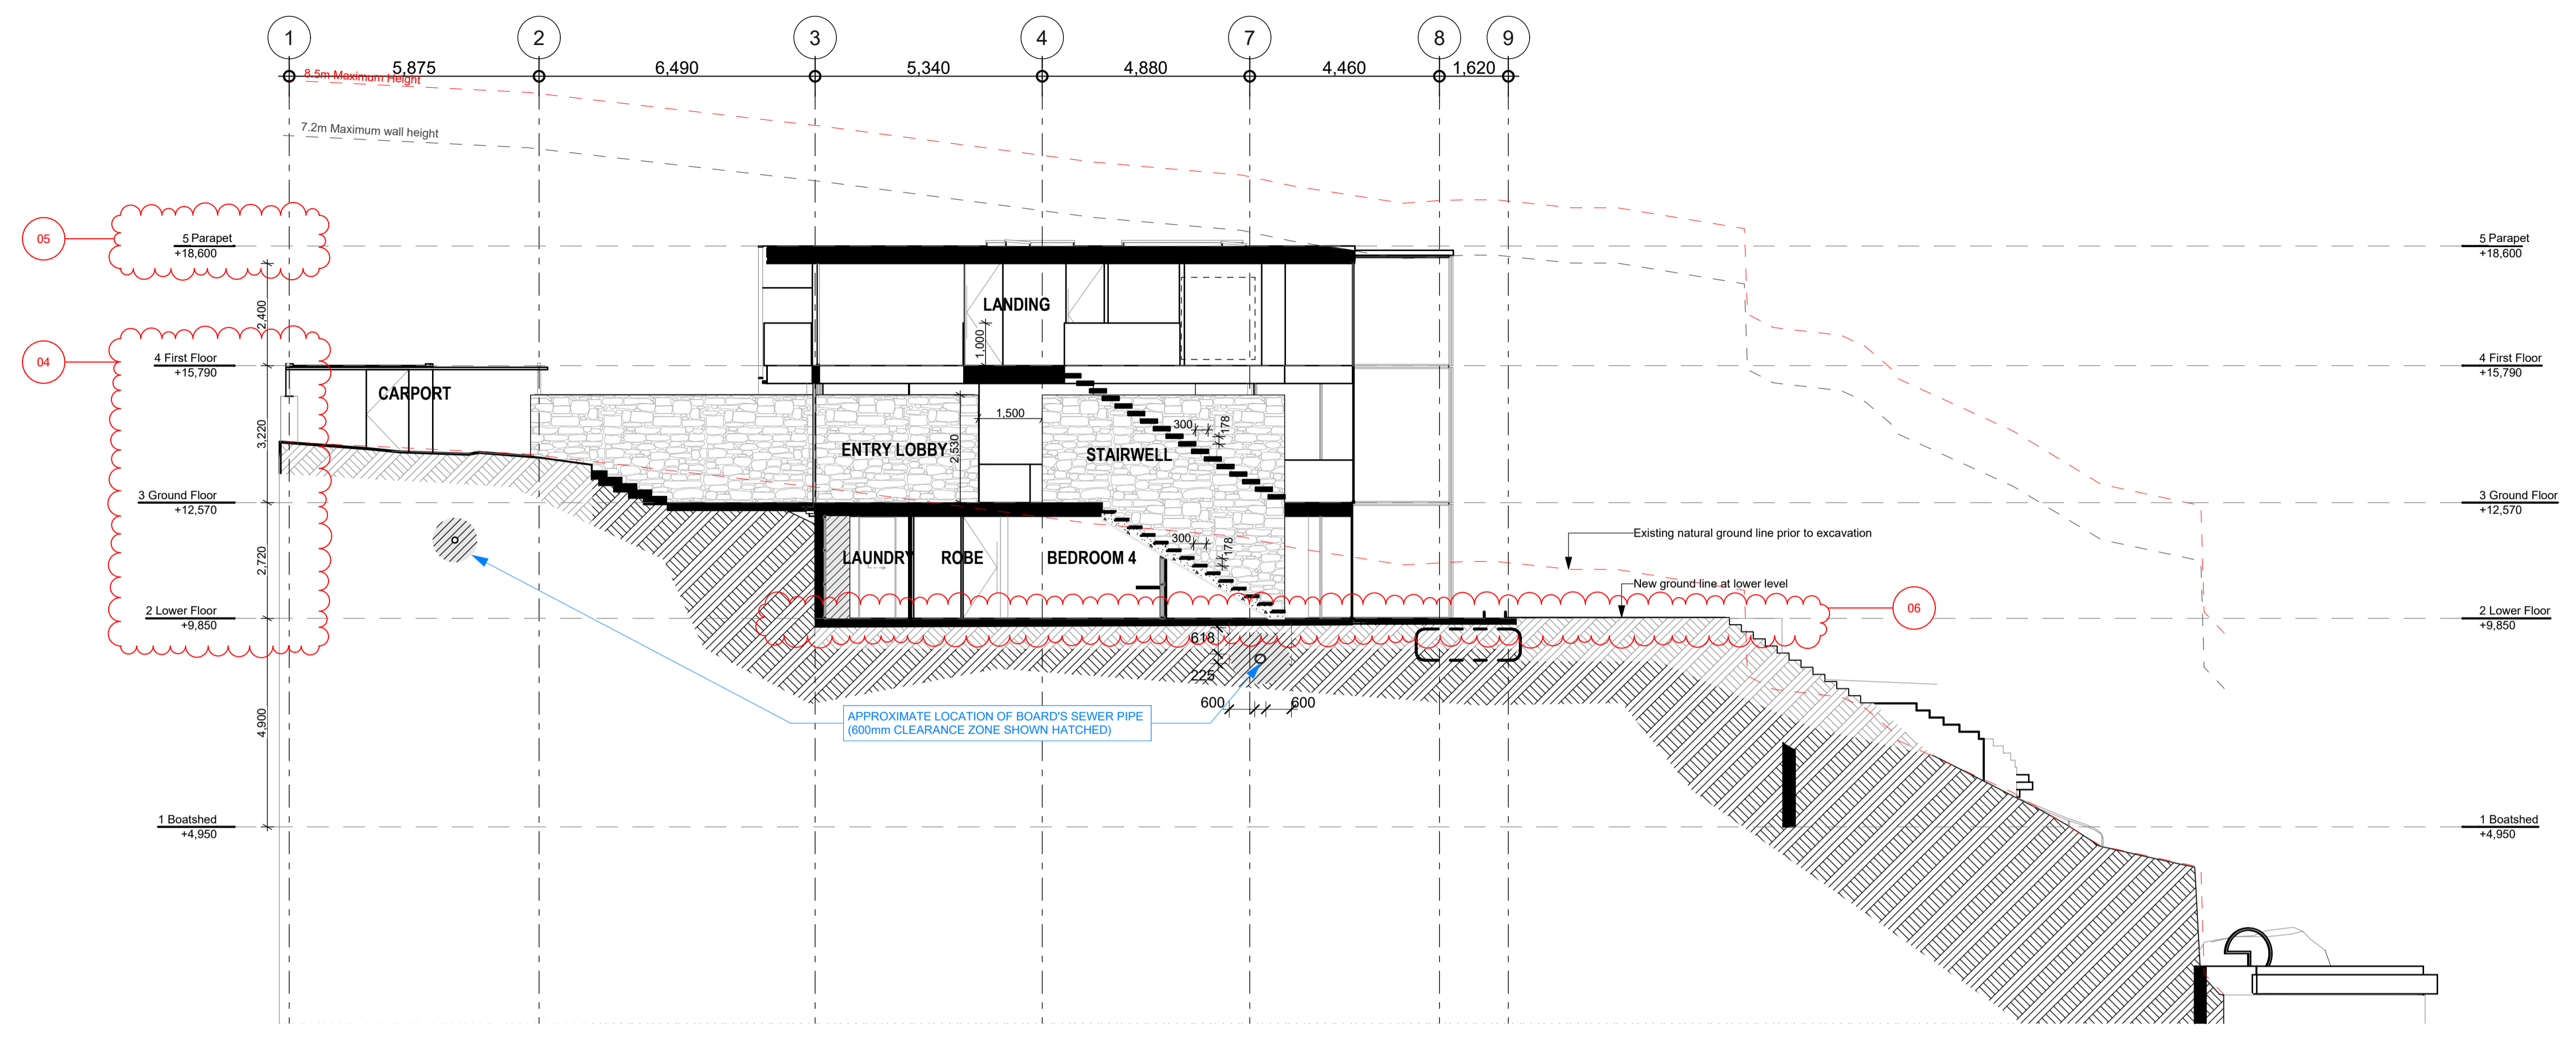 1 2 3 4 7 8 9
5,875 6,490 5,340 4,880 4,460 1,620
8.5m Maximum Height
7.2m Maximum wall height
05
5 Parapet
+18,600
5 Parapet
+18,600
2,400
LANDING
1,000
04
4 First Floor
+15,790
4 First Floor
+15,790
CARPORT
3,220
1,500
300
178
2,530
ENTRY LOBBY
STAIRWELL
3 Ground Floor
+12,570
3 Ground Floor
+12,570
Existing natural ground line prior to excavation
2,720
LAUNDRY
ROBE
BEDROOM 4
300
178
New ground line at lower level
06
2 Lower Floor
+9,850
2 Lower Floor
+9,850
618
225
600
600
4,900
APPROXIMATE LOCATION OF BOARD'S SEWER PIPE
(600mm CLEARANCE ZONE SHOWN HATCHED)
1 Boatshed
+4,950
1 Boatshed
+4,950